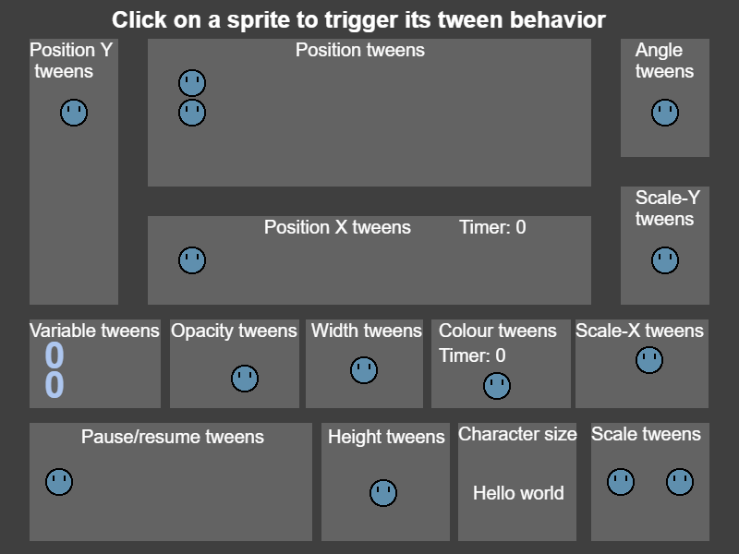 Click on a sprite to trigger its tween behavior
Position Y
tweens
Position tweens
Angle
tweens
Scale-Y
tweens
Position X tweens
Timer: 0
Variable tweens
0
0
Opacity tweens
Width tweens
Colour tweens
Timer: 0
Scale-X tweens
Pause/resume tweens
Height tweens
Character size
Hello world
Scale tweens